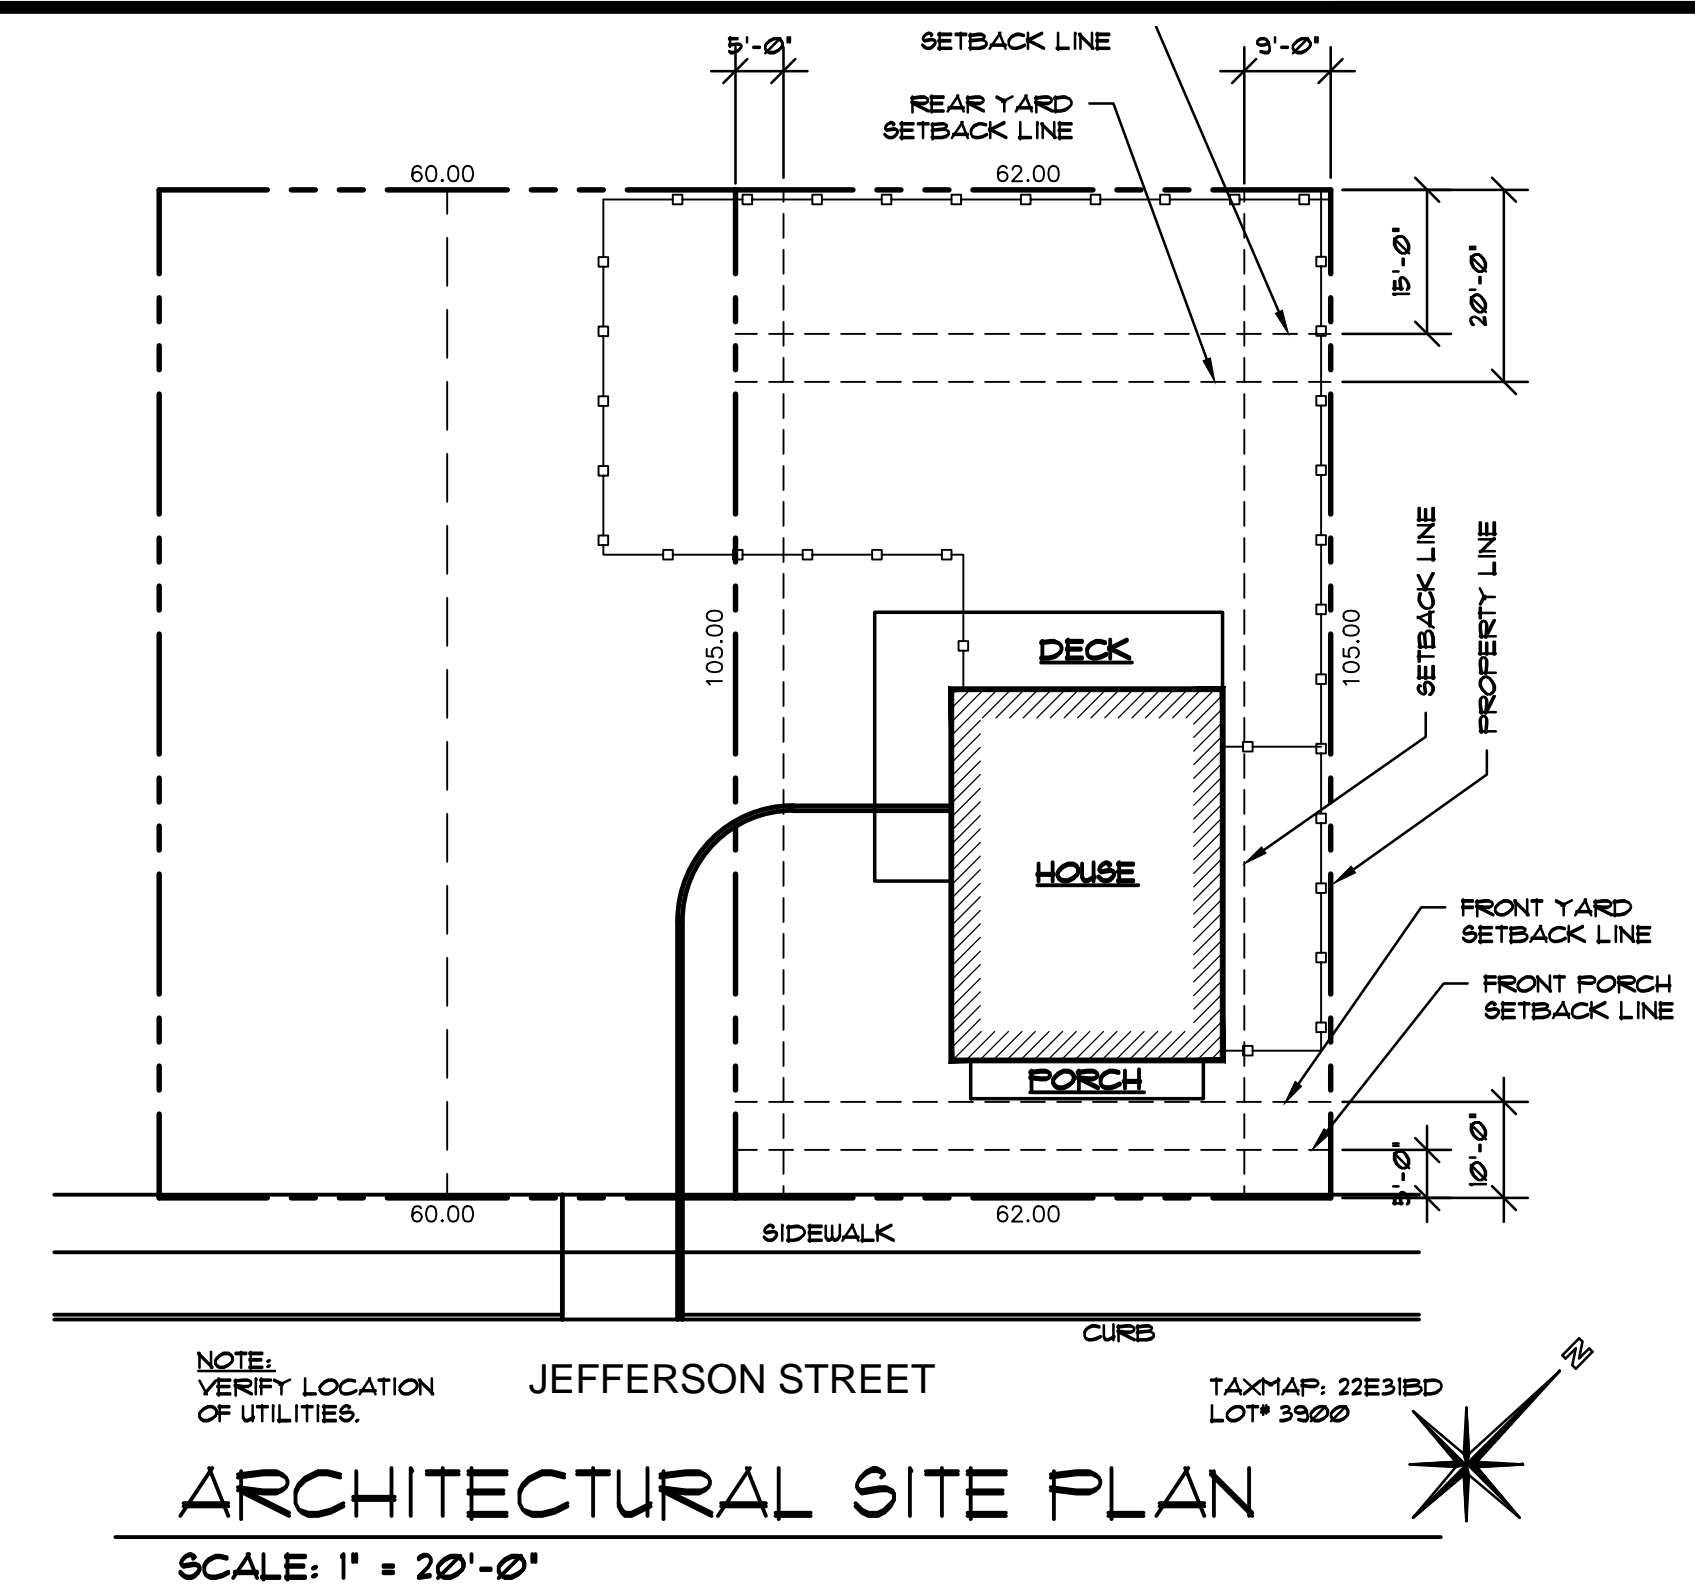 5'-0"
SETBACK LINE
9'-0"
REAR YARD
SETBACK LINE
60.00
62.00
15'-0"
20'-0"
SETBACK LINE
PROPERTY LINE
105.00
105.00
DECK
HOUSE
FRONT YARD
SETBACK LINE
FRONT PORCH
SETBACK LINE
PORCH
5'-0"
10'-0"
60.00
62.00
SIDEWALK
CURB
NOTE:
VERIFY LOCATION
OF UTILITIES.
JEFFERSON STREET
TAXMAP: 22E31BD
LOT# 3900
N
ARCHITECTURAL SITE PLAN
SCALE: 1" = 20'-0"